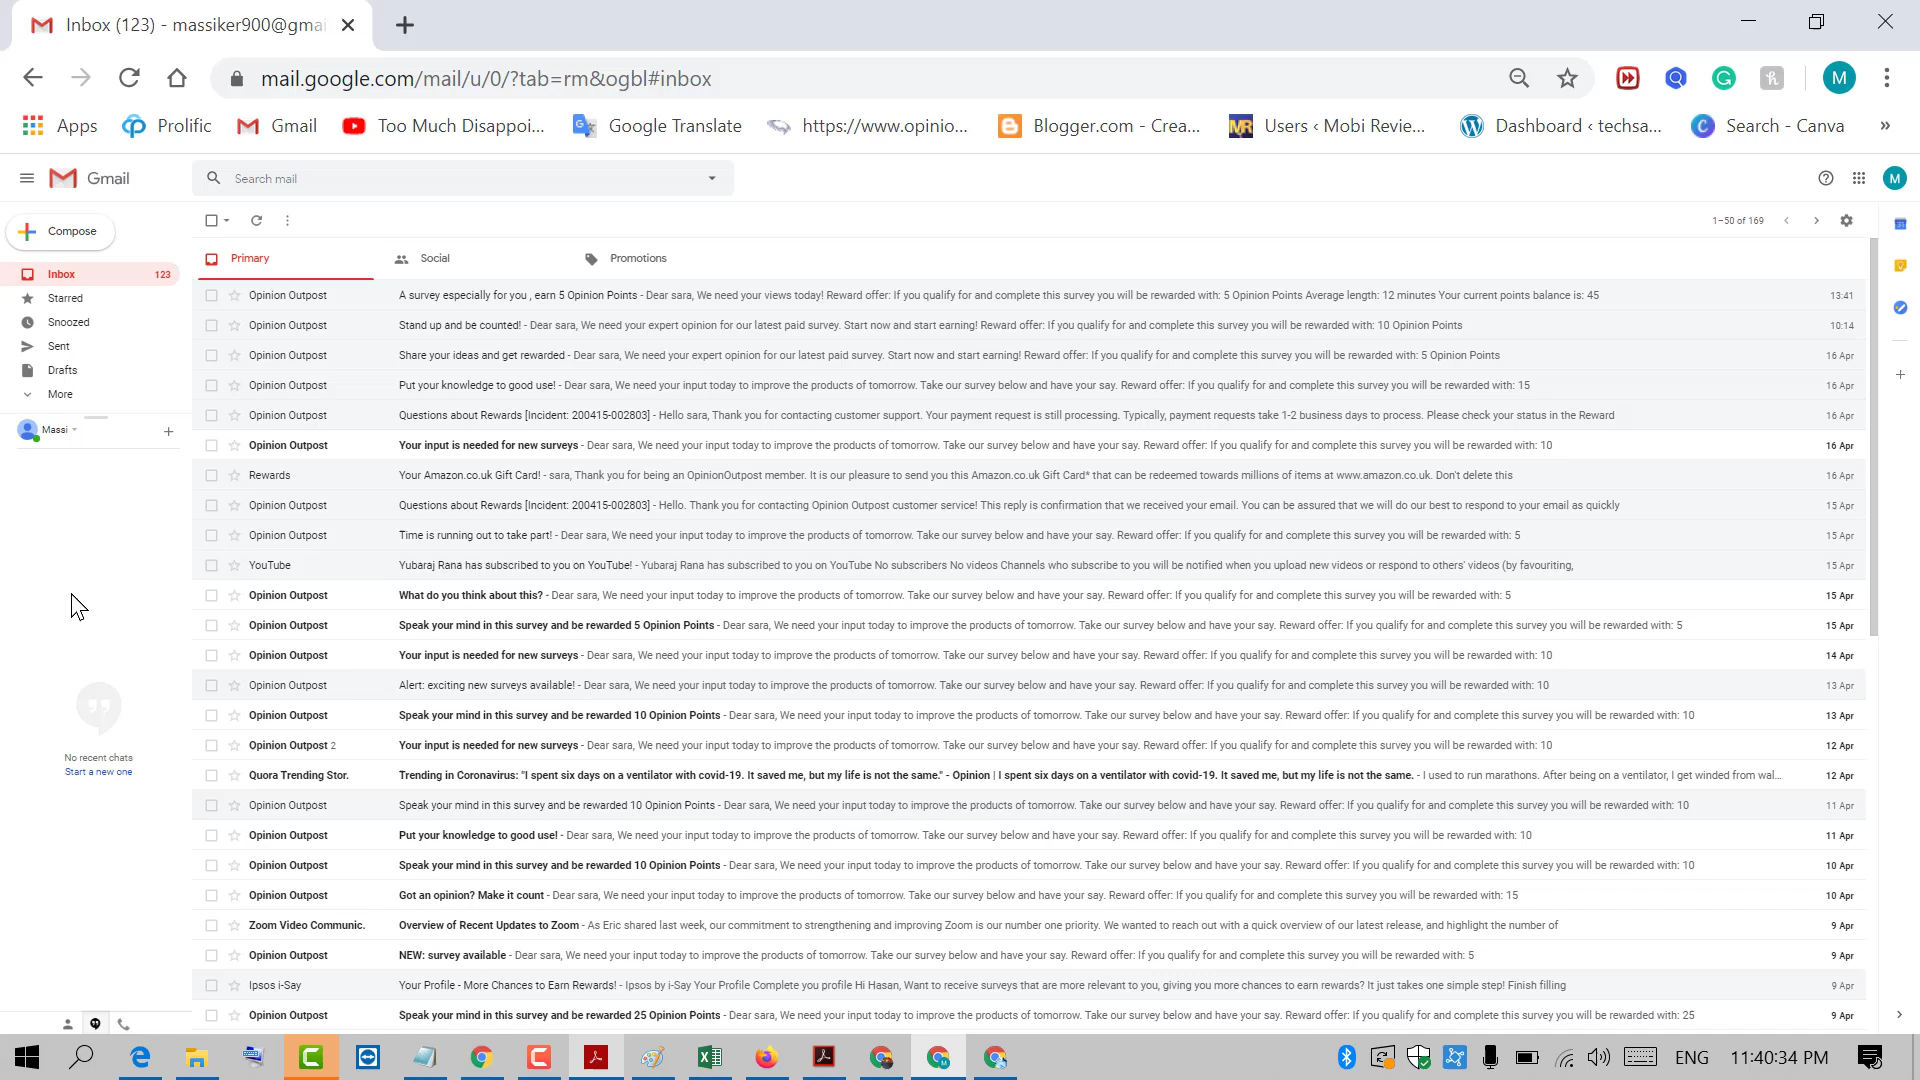 Inbox (123) - massiker900@gmai
mail.google.com/mail/u/0/?tab=rm&ogbl#inbox
M
Apps Prolific Gmail Too Much Disappoi... Google Translate https://www.opinio... Blogger.com - Crea... Users ‹ Mobi Revie... Dashboard ‹ techsa... Search - Canva »
Gmail Search mail M
Compose 1–50 of 169
Primary Social Promotions
Inbox 123
Starred
Snoozed
Sent
Drafts
More
Massi
No recent chats
Start a new one
Opinion Outpost A survey especially for you , earn 5 Opinion Points - Dear sara, We need your views today! Reward offer: If you qualify for and complete this survey you will be rewarded with: 5 Opinion Points Average length: 12 minutes Your current points balance is: 45 13:41
Opinion Outpost Stand up and be counted! - Dear sara, We need your expert opinion for our latest paid survey. Start now and start earning! Reward offer: If you qualify for and complete this survey you will be rewarded with: 10 Opinion Points 10:14
Opinion Outpost Share your ideas and get rewarded - Dear sara, We need your expert opinion for our latest paid survey. Start now and start earning! Reward offer: If you qualify for and complete this survey you will be rewarded with: 5 Opinion Points 16 Apr
Opinion Outpost Put your knowledge to good use! - Dear sara, We need your input today to improve the products of tomorrow. Take our survey below and have your say. Reward offer: If you qualify for and complete this survey you will be rewarded with: 15 16 Apr
Opinion Outpost Questions about Rewards [Incident: 200415-002803] - Hello sara, Thank you for contacting customer support. Your payment request is still processing. Typically, payment requests take 1-2 business days to process. Please check your status in the Reward 16 Apr
Opinion Outpost Your input is needed for new surveys - Dear sara, We need your input today to improve the products of tomorrow. Take our survey below and have your say. Reward offer: If you qualify for and complete this survey you will be rewarded with: 10 16 Apr
Rewards Your Amazon.co.uk Gift Card! - sara, Thank you for being an OpinionOutpost member. It is our pleasure to send you this Amazon.co.uk Gift Card* that can be redeemed towards millions of items at www.amazon.co.uk. Don't delete this 16 Apr
Opinion Outpost Questions about Rewards [Incident: 200415-002803] - Hello. Thank you for contacting Opinion Outpost customer service! This reply is confirmation that we received your email. You can be assured that we will do our best to respond to your email as quickly 15 Apr
Opinion Outpost Time is running out to take part! - Dear sara, We need your input today to improve the products of tomorrow. Take our survey below and have your say. Reward offer: If you qualify for and complete this survey you will be rewarded with: 5 15 Apr
YouTube Yubaraj Rana has subscribed to you on YouTube! - Yubaraj Rana has subscribed to you on YouTube No subscribers No videos Channels who subscribe to you will be notified when you upload new videos or respond to others' videos (by favouriting, 15 Apr
Opinion Outpost What do you think about this? - Dear sara, We need your input today to improve the products of tomorrow. Take our survey below and have your say. Reward offer: If you qualify for and complete this survey you will be rewarded with: 5 15 Apr
Opinion Outpost Speak your mind in this survey and be rewarded 5 Opinion Points - Dear sara, We need your input today to improve the products of tomorrow. Take our survey below and have your say. Reward offer: If you qualify for and complete this survey you will be rewarded with: 5 15 Apr
Opinion Outpost Your input is needed for new surveys - Dear sara, We need your input today to improve the products of tomorrow. Take our survey below and have your say. Reward offer: If you qualify for and complete this survey you will be rewarded with: 10 14 Apr
Opinion Outpost Alert: exciting new surveys available! - Dear sara, We need your input today to improve the products of tomorrow. Take our survey below and have your say. Reward offer: If you qualify for and complete this survey you will be rewarded with: 10 13 Apr
Opinion Outpost Speak your mind in this survey and be rewarded 10 Opinion Points - Dear sara, We need your input today to improve the products of tomorrow. Take our survey below and have your say. Reward offer: If you qualify for and complete this survey you will be rewarded with: 10 13 Apr
Opinion Outpost 2 Your input is needed for new surveys - Dear sara, We need your input today to improve the products of tomorrow. Take our survey below and have your say. Reward offer: If you qualify for and complete this survey you will be rewarded with: 10 12 Apr
Quora Trending Stor. Trending in Coronavirus: "I spent six days on a ventilator with covid-19. It saved me, but my life is not the same." - Opinion | I spent six days on a ventilator with covid-19. It saved me, but my life is not the same. - I used to run marathons. After being on a ventilator, I get winded from wal... 12 Apr
Opinion Outpost Speak your mind in this survey and be rewarded 10 Opinion Points - Dear sara, We need your input today to improve the products of tomorrow. Take our survey below and have your say. Reward offer: If you qualify for and complete this survey you will be rewarded with: 10 11 Apr
Opinion Outpost Put your knowledge to good use! - Dear sara, We need your input today to improve the products of tomorrow. Take our survey below and have your say. Reward offer: If you qualify for and complete this survey you will be rewarded with: 10 11 Apr
Opinion Outpost Speak your mind in this survey and be rewarded 10 Opinion Points - Dear sara, We need your input today to improve the products of tomorrow. Take our survey below and have your say. Reward offer: If you qualify for and complete this survey you will be rewarded with: 10 10 Apr
Opinion Outpost Got an opinion? Make it count - Dear sara, We need your input today to improve the products of tomorrow. Take our survey below and have your say. Reward offer: If you qualify for and complete this survey you will be rewarded with: 15 10 Apr
Zoom Video Communic. Overview of Recent Updates to Zoom - As Eric shared last week, our commitment to strengthening and improving Zoom is our number one priority. We wanted to reach out with a quick overview of our latest release, and highlight the number of 9 Apr
Opinion Outpost NEW: survey available - Dear sara, We need your input today to improve the products of tomorrow. Take our survey below and have your say. Reward offer: If you qualify for and complete this survey you will be rewarded with: 5 9 Apr
Ipsos i-Say Your Profile - More Chances to Earn Rewards! - Ipsos by i-Say Your Profile Complete you profile Hi Hasan, Want to receive surveys that are more relevant to you, giving you more chances to earn rewards? It just takes one simple step! Finish filling 9 Apr
Opinion Outpost Speak your mind in this survey and be rewarded 25 Opinion Points - Dear sara, We need your input today to improve the products of tomorrow. Take our survey below and have your say. Reward offer: If you qualify for and complete this survey you will be rewarded with: 25 9 Apr
ENG 11:40:34 PM